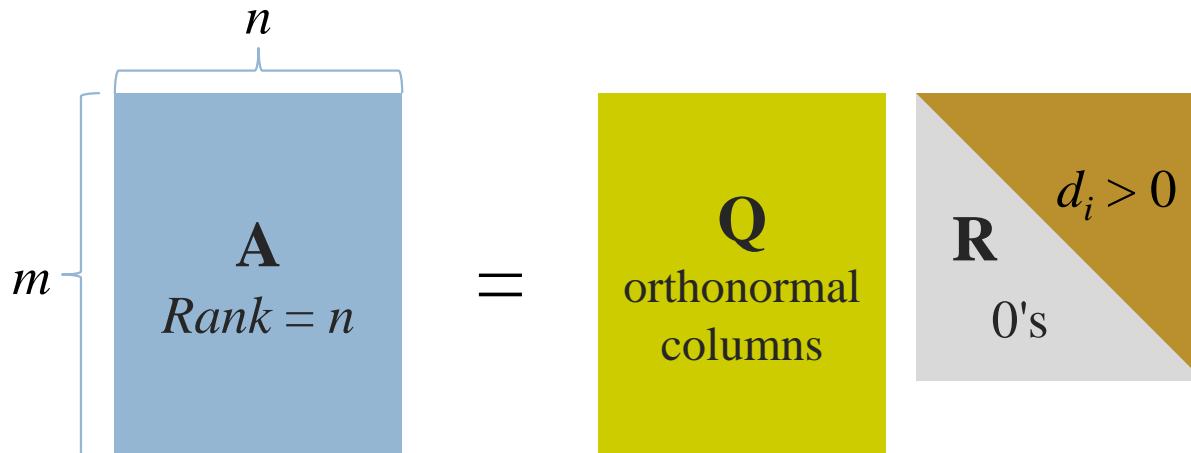 n
m
A
Rank = n
=
Q
orthonormal
columns
R
0's
d_i > 0